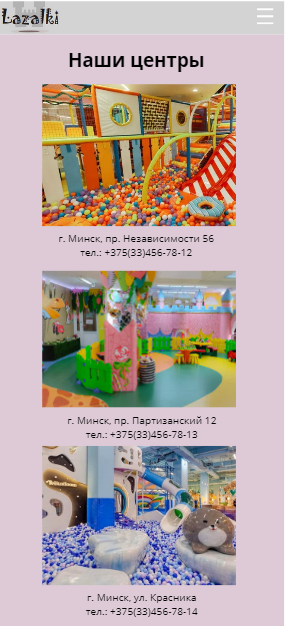 Lazalki
Наши центры
г. Минск, пр. Независимости 56
тел.: +375(33)456-78-12
г. Минск, пр. Партизанский 12
тел.: +375(33)456-78-13
г. Минск, ул. Красника
тел.: +375(33)456-78-14